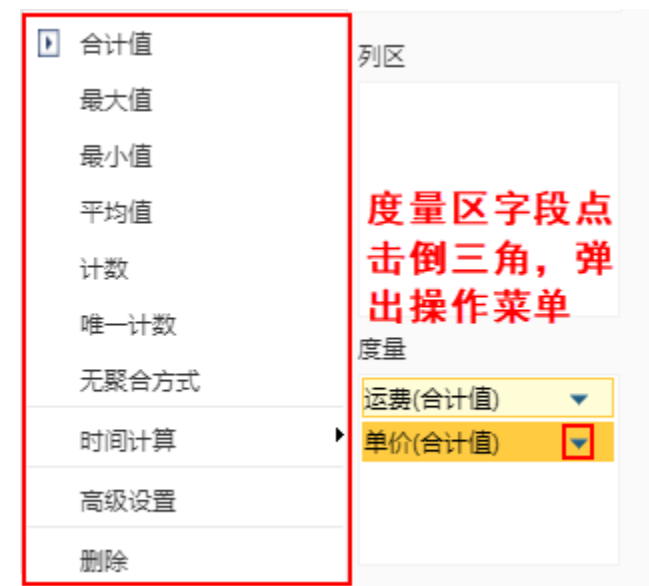 合计值
最大值
最小值
平均值
计数
唯一计数
无聚合方式
时间计算
高级设置
删除
列区
度量区字段点
击倒三角，弹
出操作菜单
度量
运费(合计值)
单价(合计值)